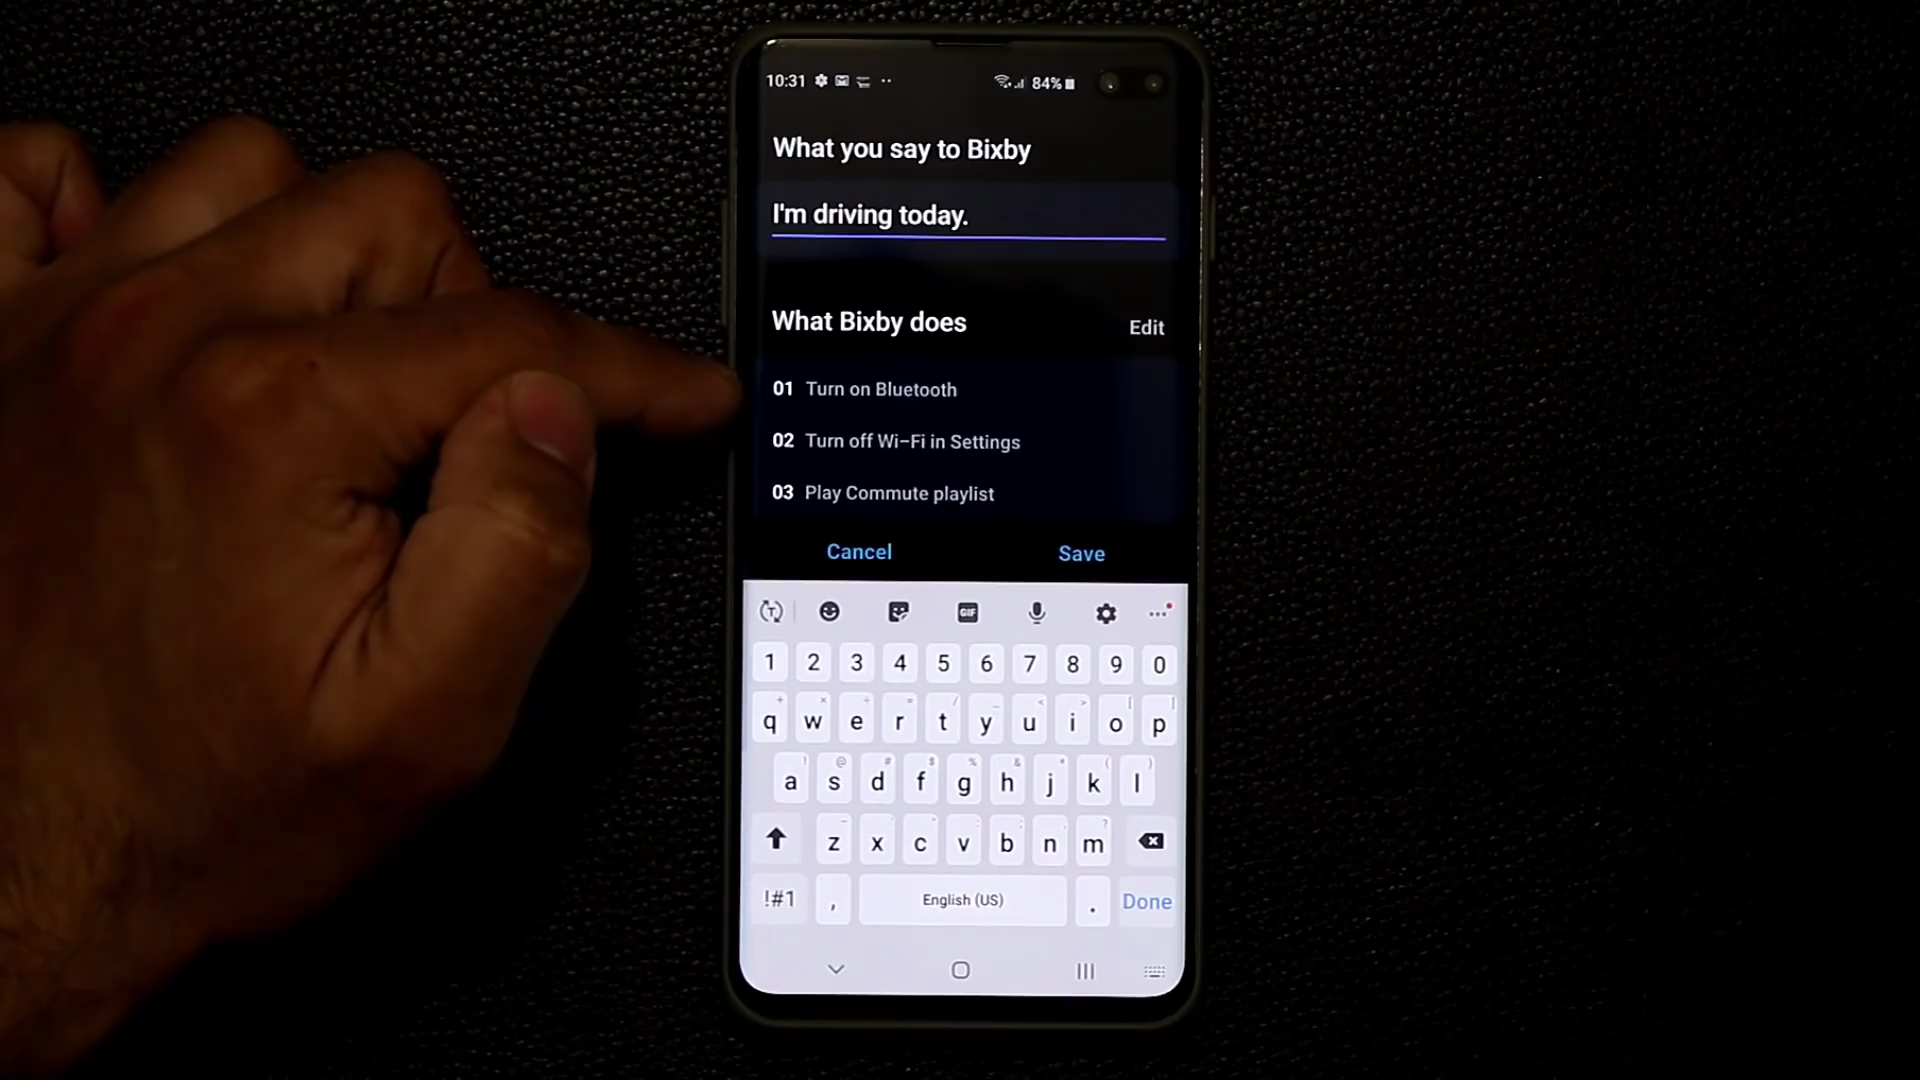 10:31 84%
What you say to Bixby
I'm driving today.
What Bixby does Edit
01 Turn on Bluetooth
02 Turn off Wi-Fi in Settings
03 Play Commute playlist
Cancel Save
GIF
1 2 3 4 5 6 7 8 9 0
q w e r t y u i o p
a s d f g h j k l
z x c v b n m
!#1 , English (US) . Done